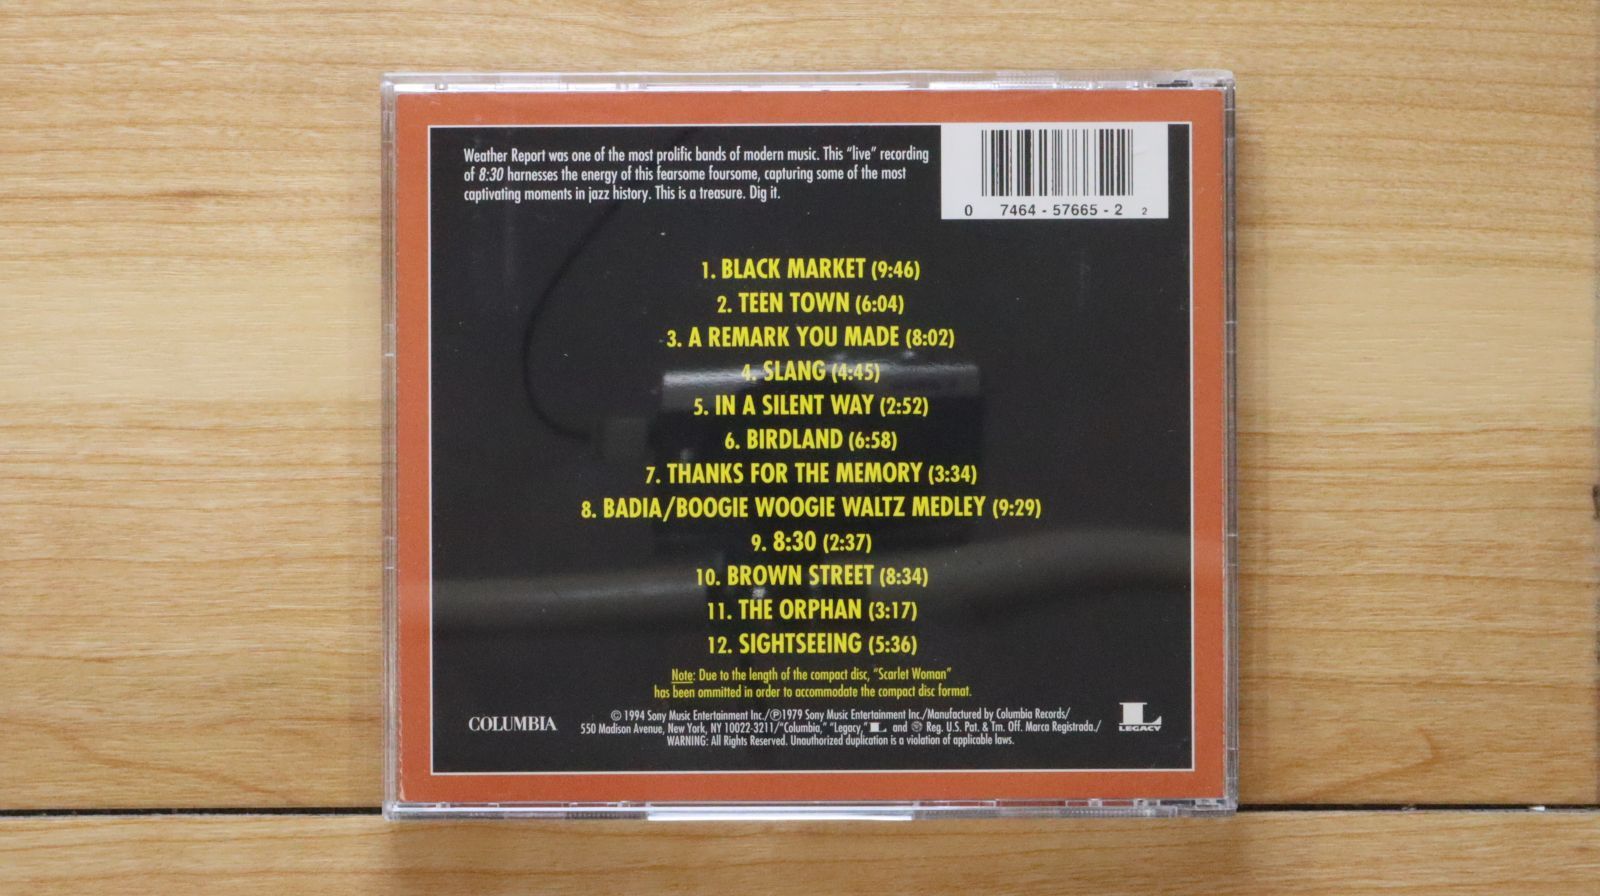 Weather Report was one of the most prolific bands of modern music. This "live" recording
of 8:30 harnesses the energy of this fearsome foursome, capturing some of the most
captivating moments in jazz history. This is a treasure. Dig it.
0 7464 - 57665 - 2 2
1. BLACK MARKET (9:46)
2. TEEN TOWN (6:04)
3. A REMARK YOU MADE (8:02)
4. SLANG (4:45)
5. IN A SILENT WAY (2:52)
6. BIRDLAND (6:58)
7. THANKS FOR THE MEMORY (3:34)
8. BADIA/BOOGIE WOOGIE WALTZ MEDLEY (9:29)
9. 8:30 (2:37)
10. BROWN STREET (8:34)
11. THE ORPHAN (3:17)
12. SIGHTSEEING (5:36)
Note: Due to the length of the compact disc, "Scarlet Woman"
has been ommitted in order to accommodate the compact disc format.
COLUMBIA
© 1994 Sony Music Entertainment Inc./℗1979 Sony Music Entertainment Inc./Manufactured by Columbia Records/
550 Madison Avenue, New York, NY 10022-3211/"Columbia," "Legacy," L and Reg. U.S. Pat. & Tm. Off. Marca Registrada./
WARNING: All Rights Reserved. Unauthorized duplication is a violation of applicable laws.
L
LEGACY